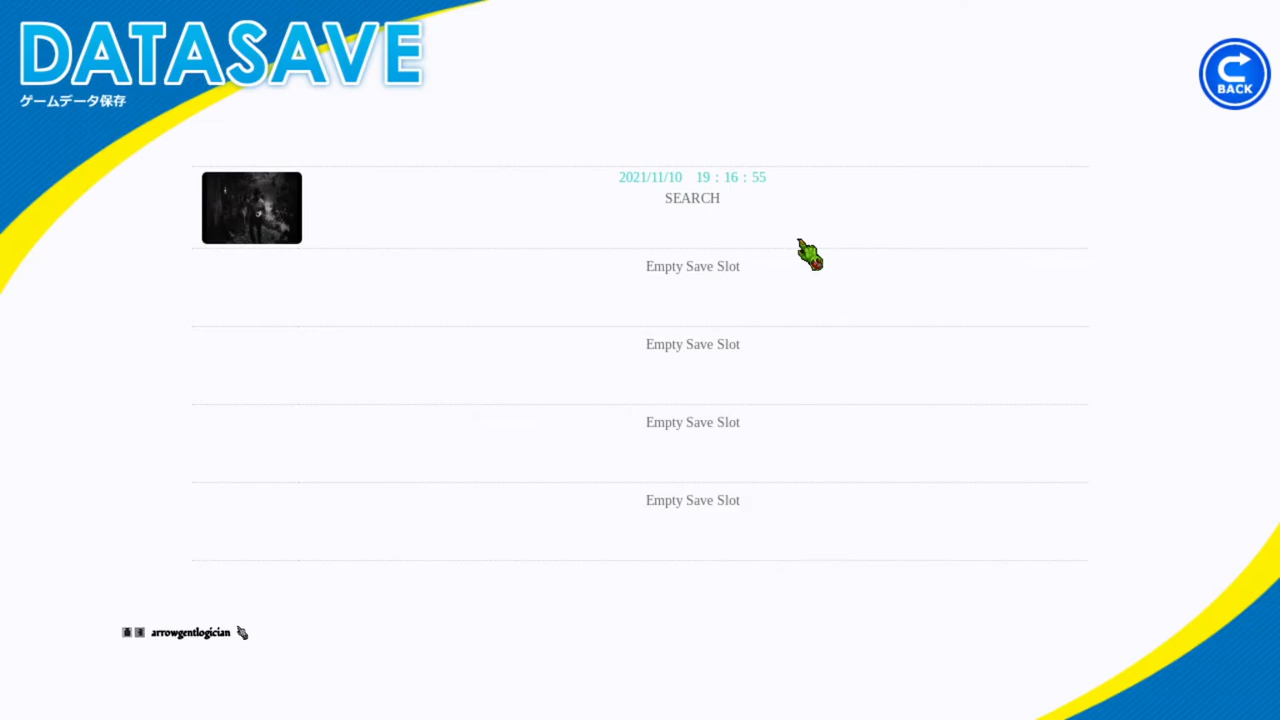 DATASAVE
ゲームデータ保存
BACK
2021/11/10 19：16：55
SEARCH
Empty Save Slot
Empty Save Slot
Empty Save Slot
Empty Save Slot
arrowgentlogician